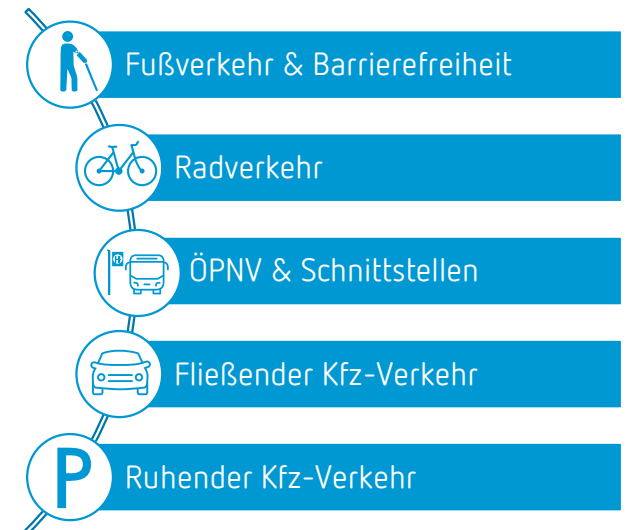 Fußverkehr & Barrierefreiheit
Radverkehr
H
ÖPNV & Schnittstellen
Fließender Kfz-Verkehr
P
Ruhender Kfz-Verkehr